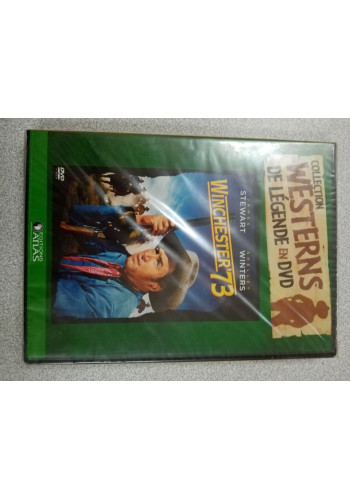 COLLECTION
WESTERNS
DE LÉGENDE EN DVD
STEWART
WINTERS
WINCHESTER '73
DVD
ATLAS